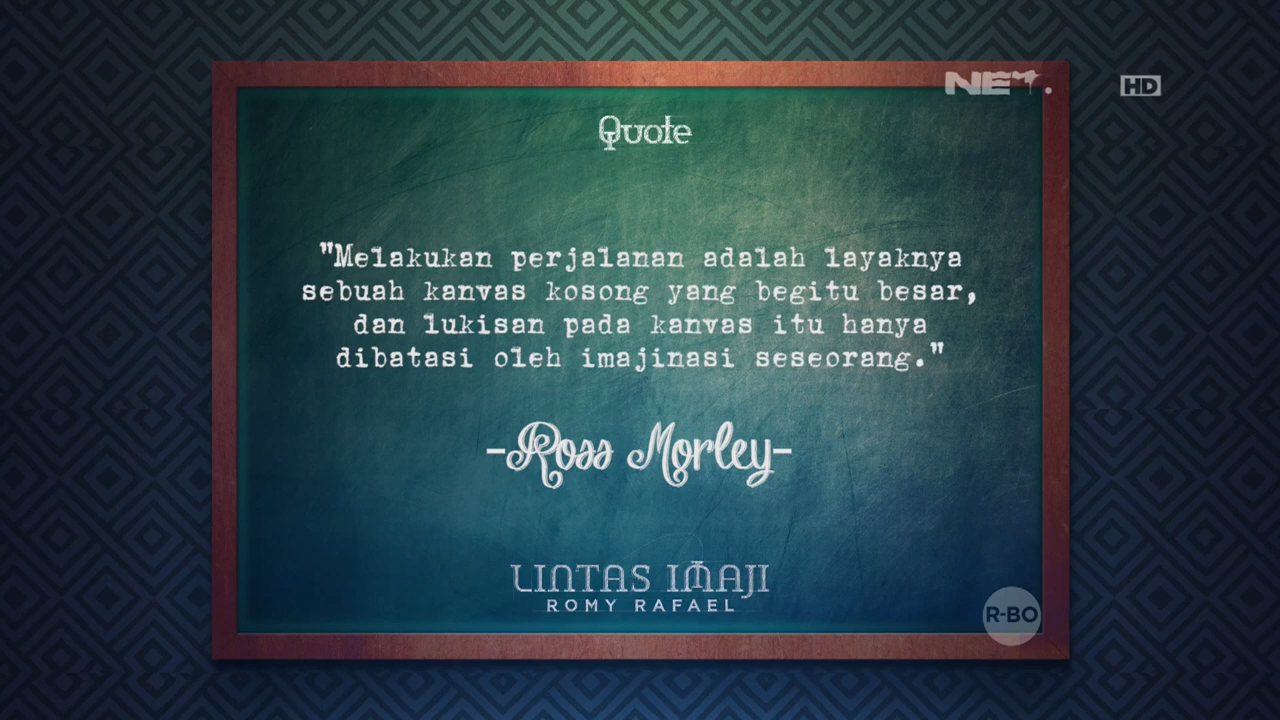 NET.
HD
Quote
"Melakukan perjalanan adalah layaknya
sebuah kanvas kosong yang begitu besar,
dan lukisan pada kanvas itu hanya
dibatasi oleh imajinasi seseorang."
-Ross Morley-
LINTAS IMAJI
ROMY RAFAEL
R-BO